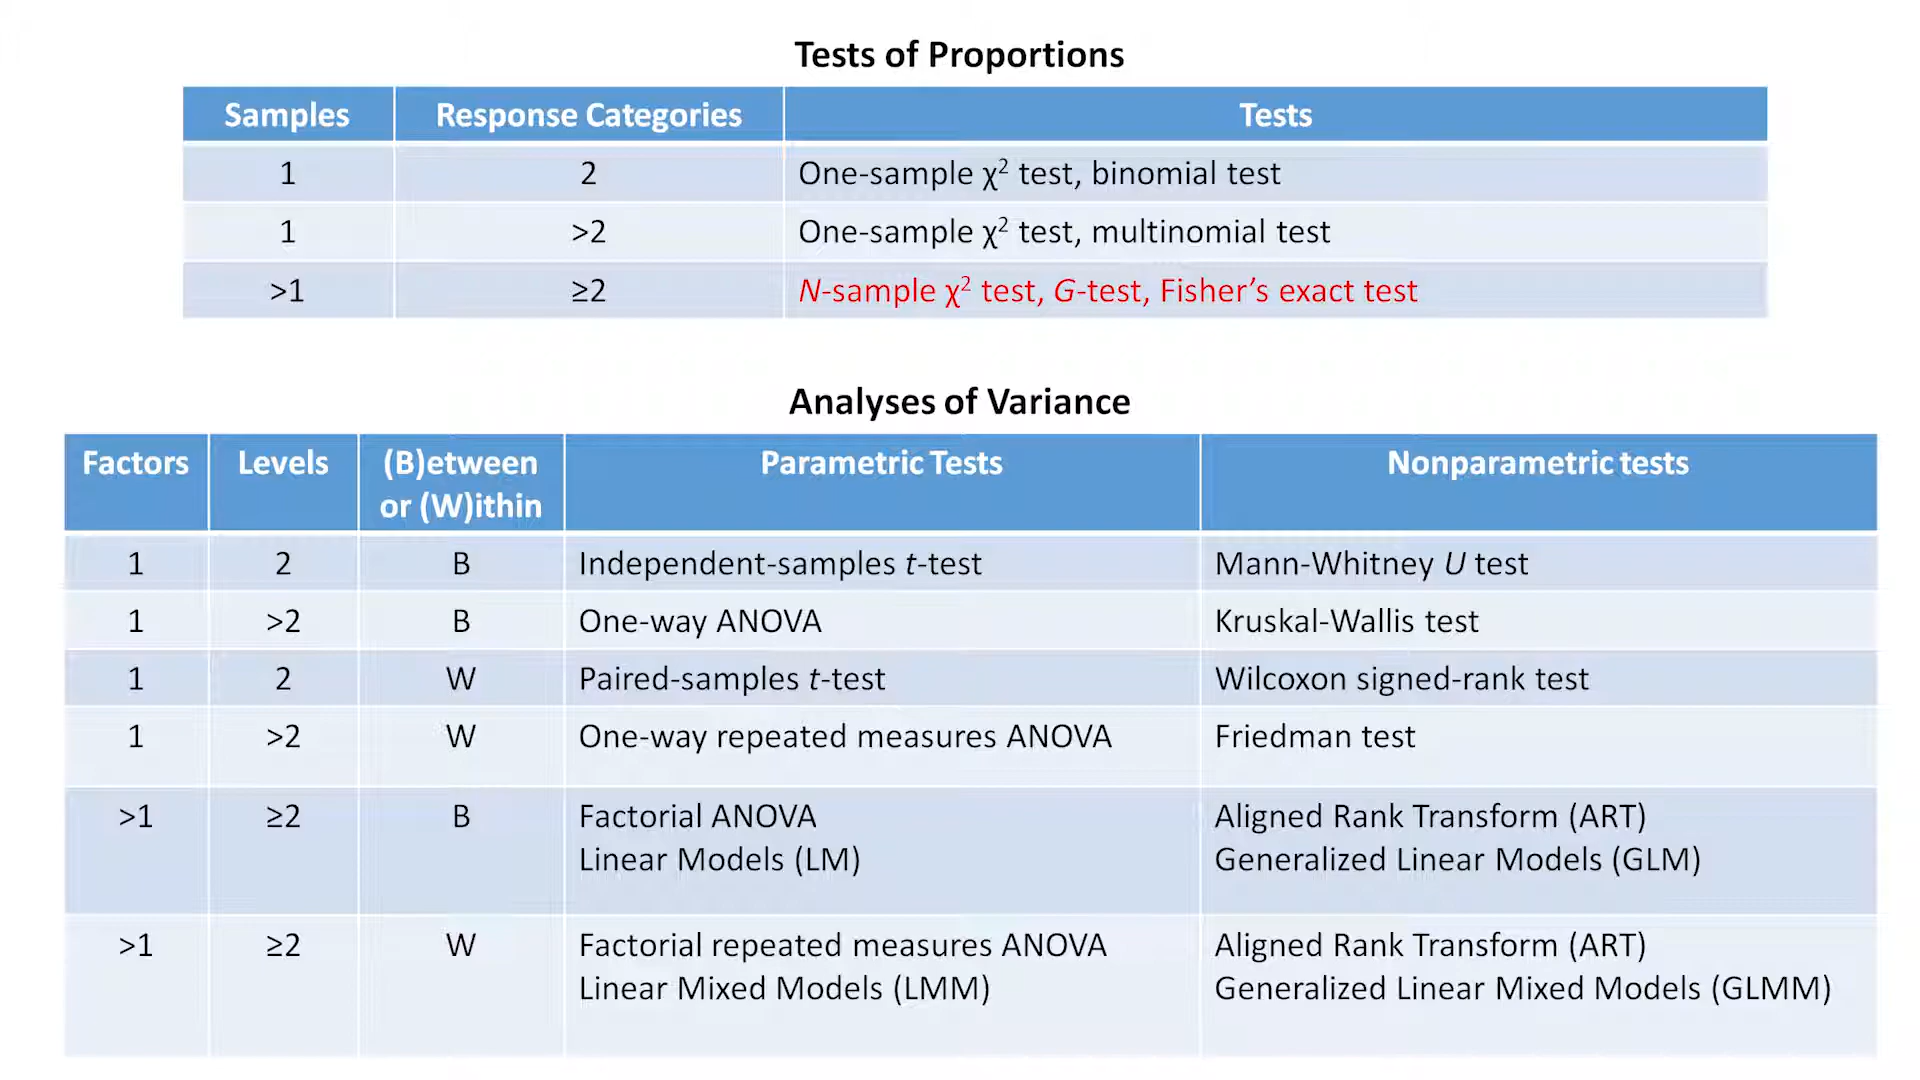 Tests of Proportions
Samples Response Categories Tests
1 2 One-sample χ² test, binomial test
1 >2 One-sample χ² test, multinomial test
>1 ≥2 N-sample χ² test, G-test, Fisher’s exact test
Analyses of Variance
Factors Levels (B)etween Parametric Tests Nonparametric tests
or (W)ithin
1 2 B Independent-samples t-test Mann-Whitney U test
1 >2 B One-way ANOVA Kruskal-Wallis test
1 2 W Paired-samples t-test Wilcoxon signed-rank test
1 >2 W One-way repeated measures ANOVA Friedman test
>1 ≥2 B Factorial ANOVA Aligned Rank Transform (ART)
Linear Models (LM) Generalized Linear Models (GLM)
>1 ≥2 W Factorial repeated measures ANOVA Aligned Rank Transform (ART)
Linear Mixed Models (LMM) Generalized Linear Mixed Models (GLMM)